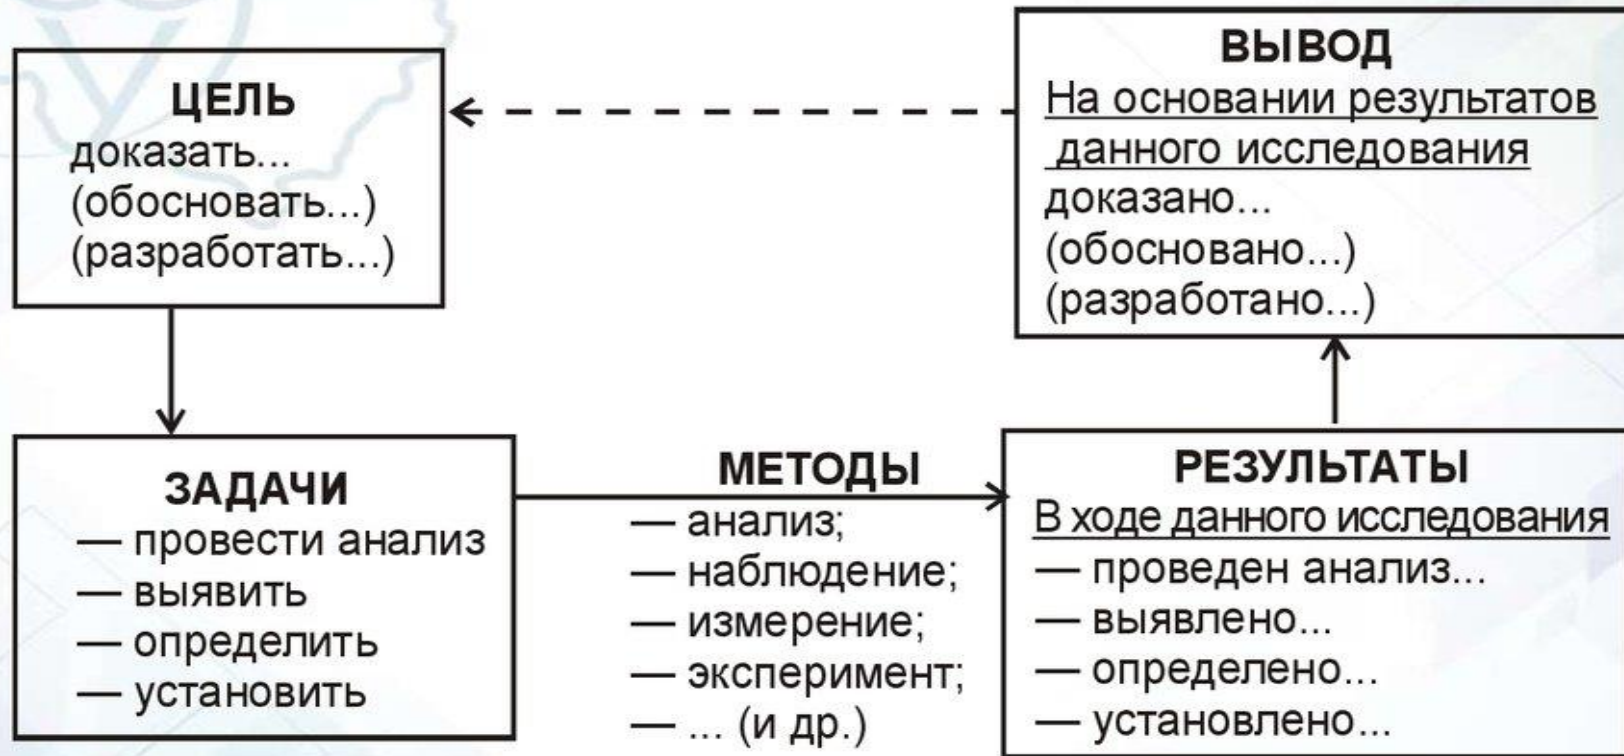 ЦЕЛЬ
доказать...
(обосновать...)
(разработать...)
ЗАДАЧИ
— провести анализ
— выявить
— определить
— установить
МЕТОДЫ
— анализ;
— наблюдение;
— измерение;
— эксперимент;
— ... (и др.)
РЕЗУЛЬТАТЫ
В ходе данного исследования
— проведен анализ...
— выявлено...
— определено...
— установлено...
ВЫВОД
На основании результатов
данного исследования
доказано...
(обосновано...)
(разработано...)